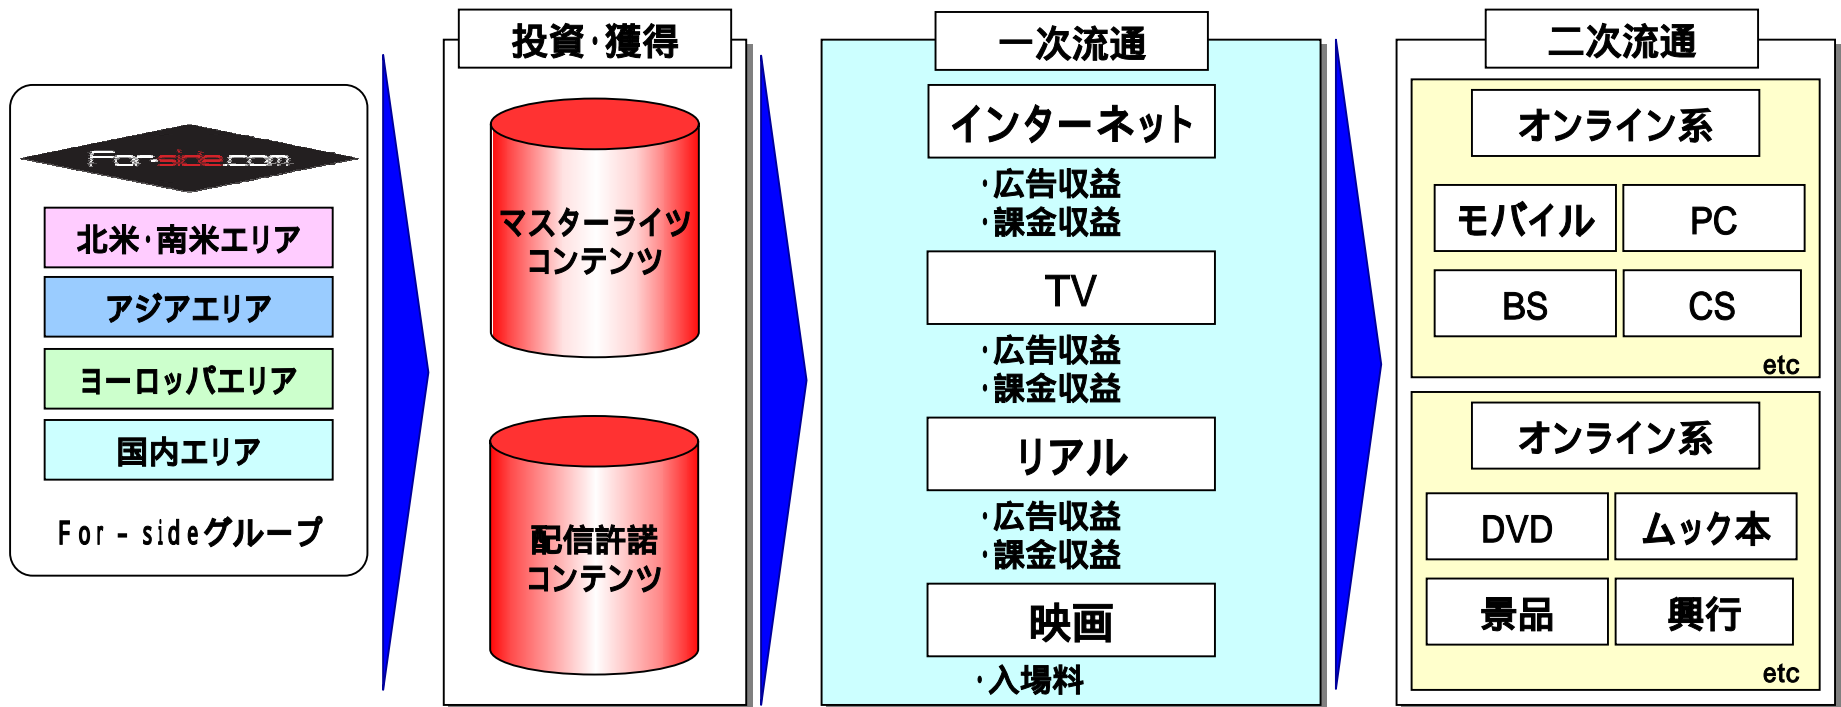 For-side.com
北米・南米エリア
アジアエリア
ヨーロッパエリア
国内エリア
For－sideグループ
投資・獲得
マスターライツ
コンテンツ
配信許諾
コンテンツ
一次流通
インターネット
・広告収益
・課金収益
TV
・広告収益
・課金収益
リアル
・広告収益
・課金収益
映画
・入場料
二次流通
オンライン系
モバイル
PC
BS
CS
etc
オンライン系
DVD
ムック本
景品
興行
etc